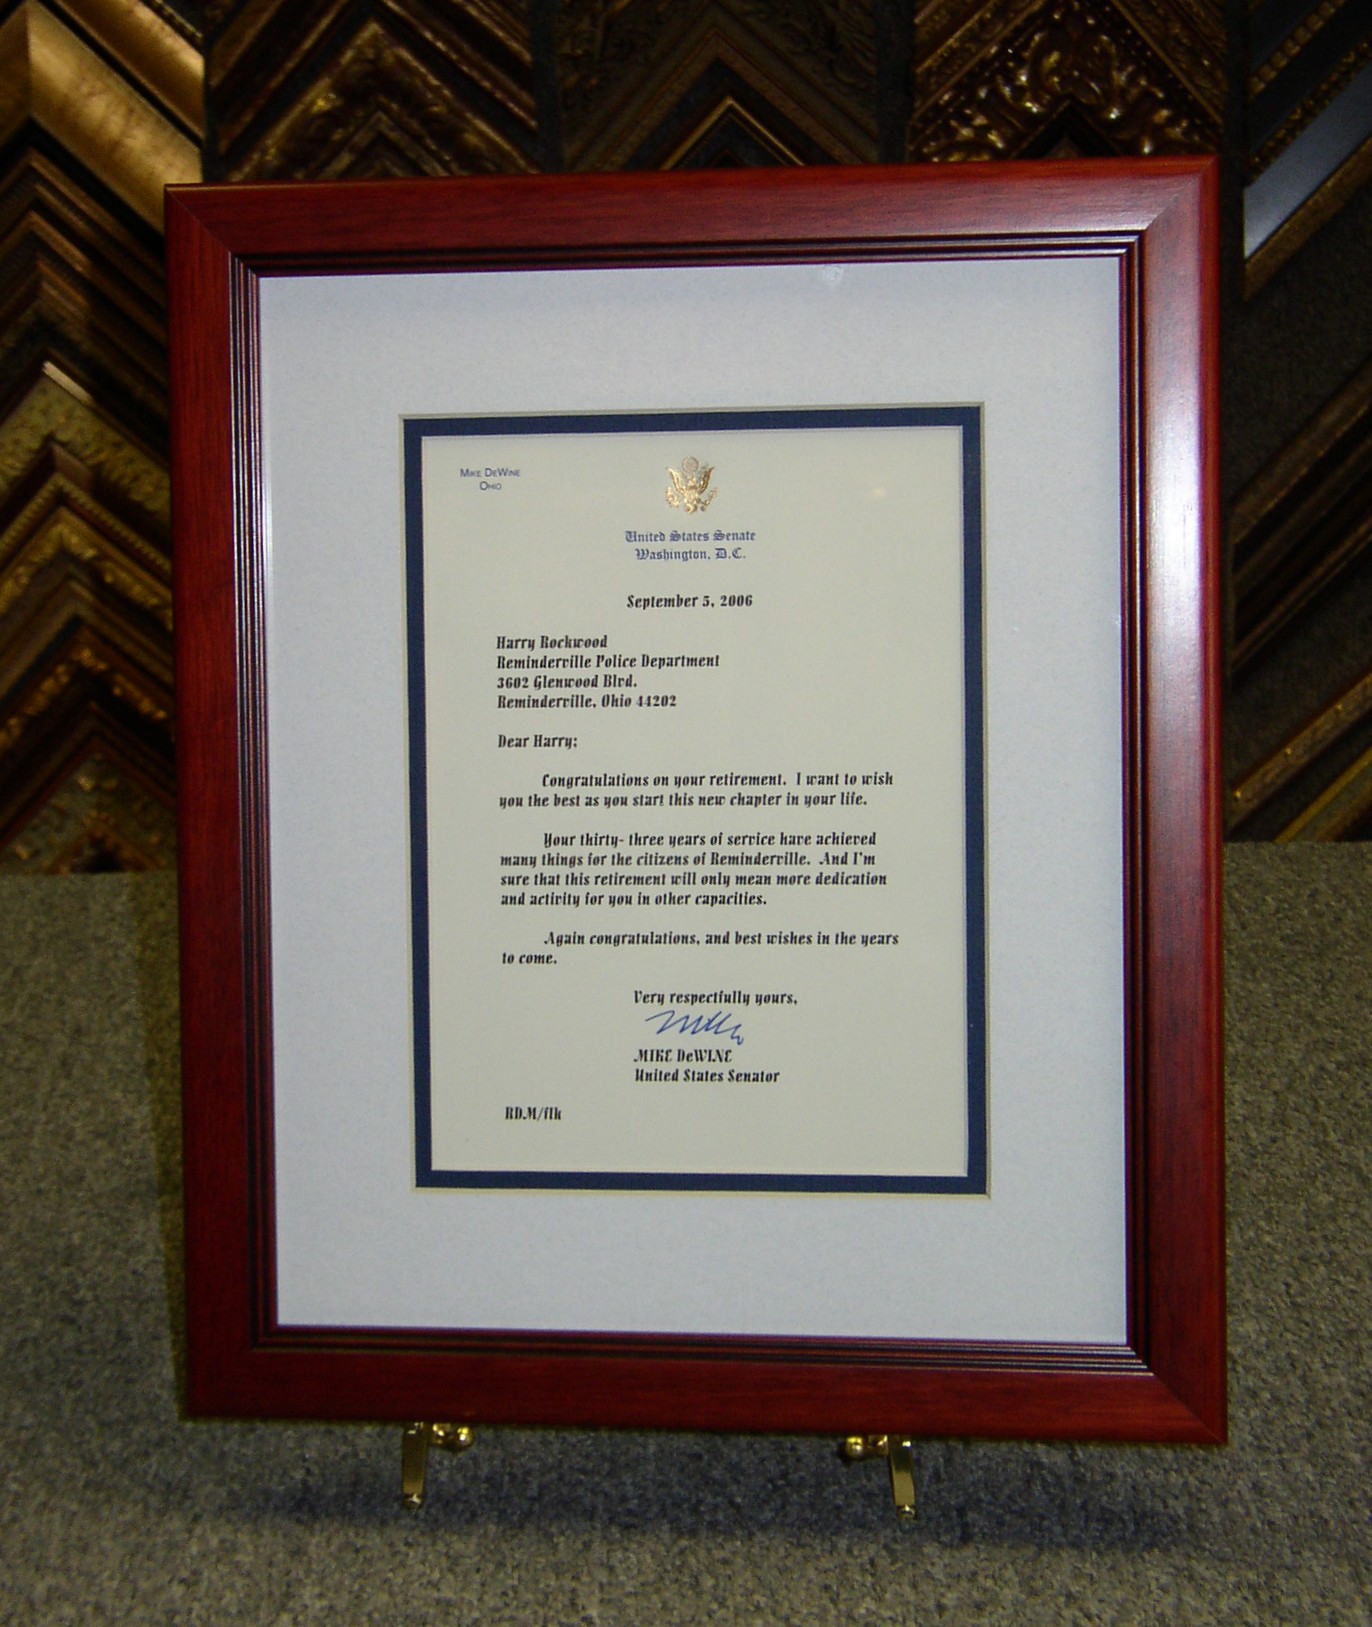 Mike DeWine
Ohio
United States Senate
Washington, D.C.
September 5, 2006
Harry Rockwood
Reminderville Police Department
3602 Glenwood Blvd.
Reminderville, Ohio 44202
Dear Harry:
Congratulations on your retirement. I want to wish
you the best as you start this new chapter in your life.
Your thirty- three years of service have achieved
many things for the citizens of Reminderville. And I'm
sure that this retirement will only mean more dedication
and activity for you in other capacities.
Again congratulations, and best wishes in the years
to come.
Very respectfully yours,
Mike
MIKE DeWINE
United States Senator
RDM/flk